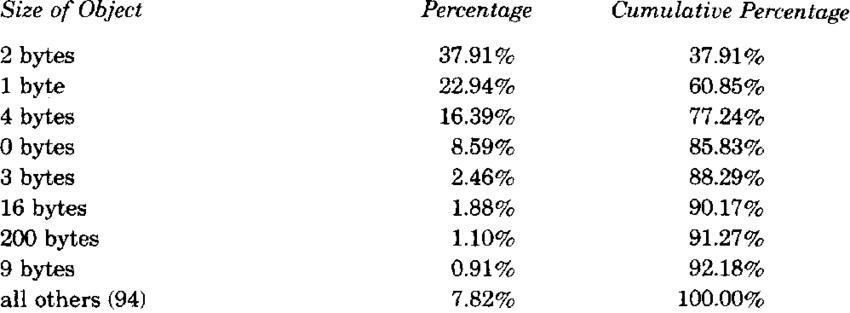 Size of Object Percentage Cumulative Percentage
2 bytes 37.91% 37.91%
1 byte 22.94% 60.85%
4 bytes 16.39% 77.24%
0 bytes 8.59% 85.83%
3 bytes 2.46% 88.29%
16 bytes 1.88% 90.17%
200 bytes 1.10% 91.27%
9 bytes 0.91% 92.18%
all others (94) 7.82% 100.00%